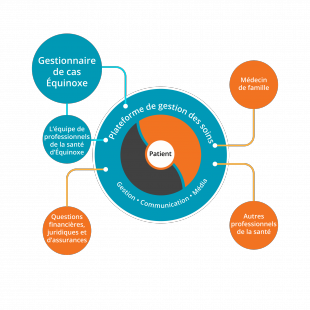 Gestionnaire
de cas
Équinoxe
Médecin
de famille
Plateforme de gestion des soins
L'équipe de
professionnels
de la santé
d'Équinoxe
Patient
Gestion • Communication • Média
Questions
financières,
juridiques et
d'assurances
Autres
professionnels
de la santé